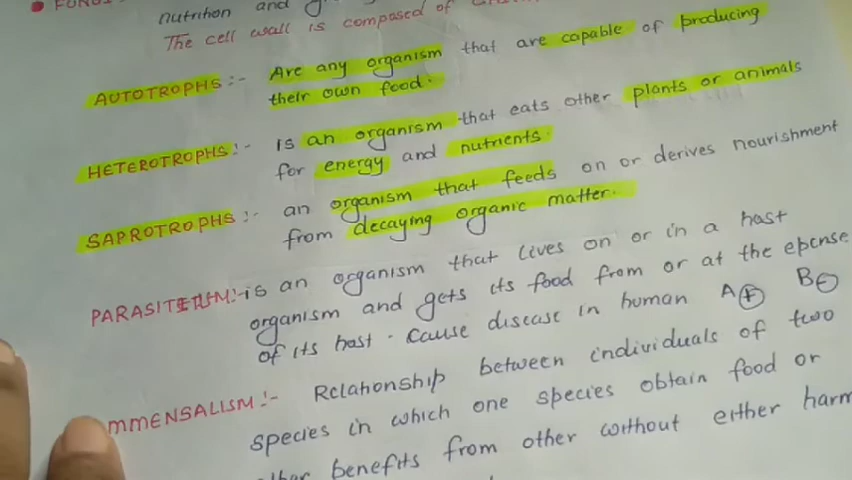 nutrition and
The cell wall is composed of
AUTOTROPHS :- Are any organism that are capable of producing
their own food.
HETEROTROPHS :- is an organism that eats other plants or animals
for energy and nutrients.
SAPROTROPHS :- an organism that feeds on or derives nourishment
from decaying organic matter.
is an organism that lives on or in a host
organism and gets its food from or at the epense
of its host - cause disease in human A⊕ B⊖
MMENSALISM :- Relationship between individuals of two
species in which one species obtain food or
benefits from other without either harm